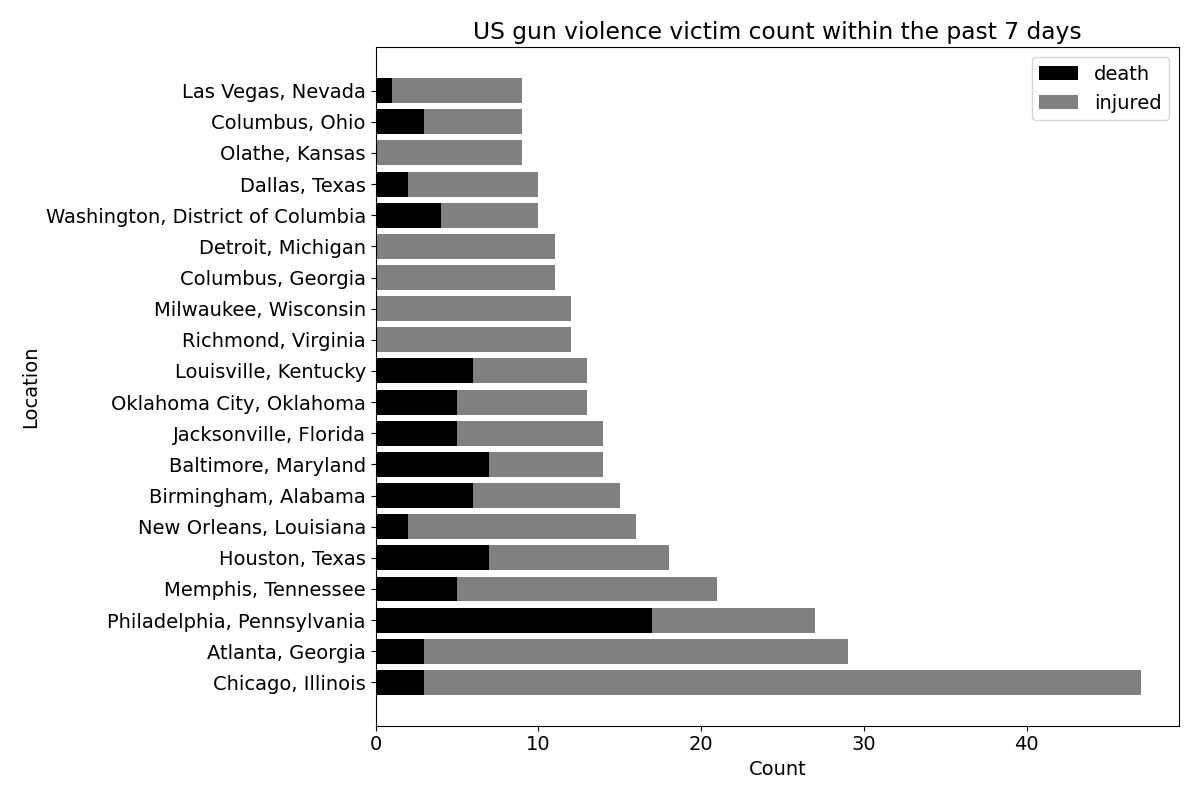 US gun violence victim count within the past 7 days
death
injured
Las Vegas, Nevada
Columbus, Ohio
Olathe, Kansas
Dallas, Texas
Washington, District of Columbia
Detroit, Michigan
Columbus, Georgia
Milwaukee, Wisconsin
Richmond, Virginia
Louisville, Kentucky
Oklahoma City, Oklahoma
Jacksonville, Florida
Baltimore, Maryland
Birmingham, Alabama
New Orleans, Louisiana
Houston, Texas
Memphis, Tennessee
Philadelphia, Pennsylvania
Atlanta, Georgia
Chicago, Illinois
Location
0 10 20 30 40
Count